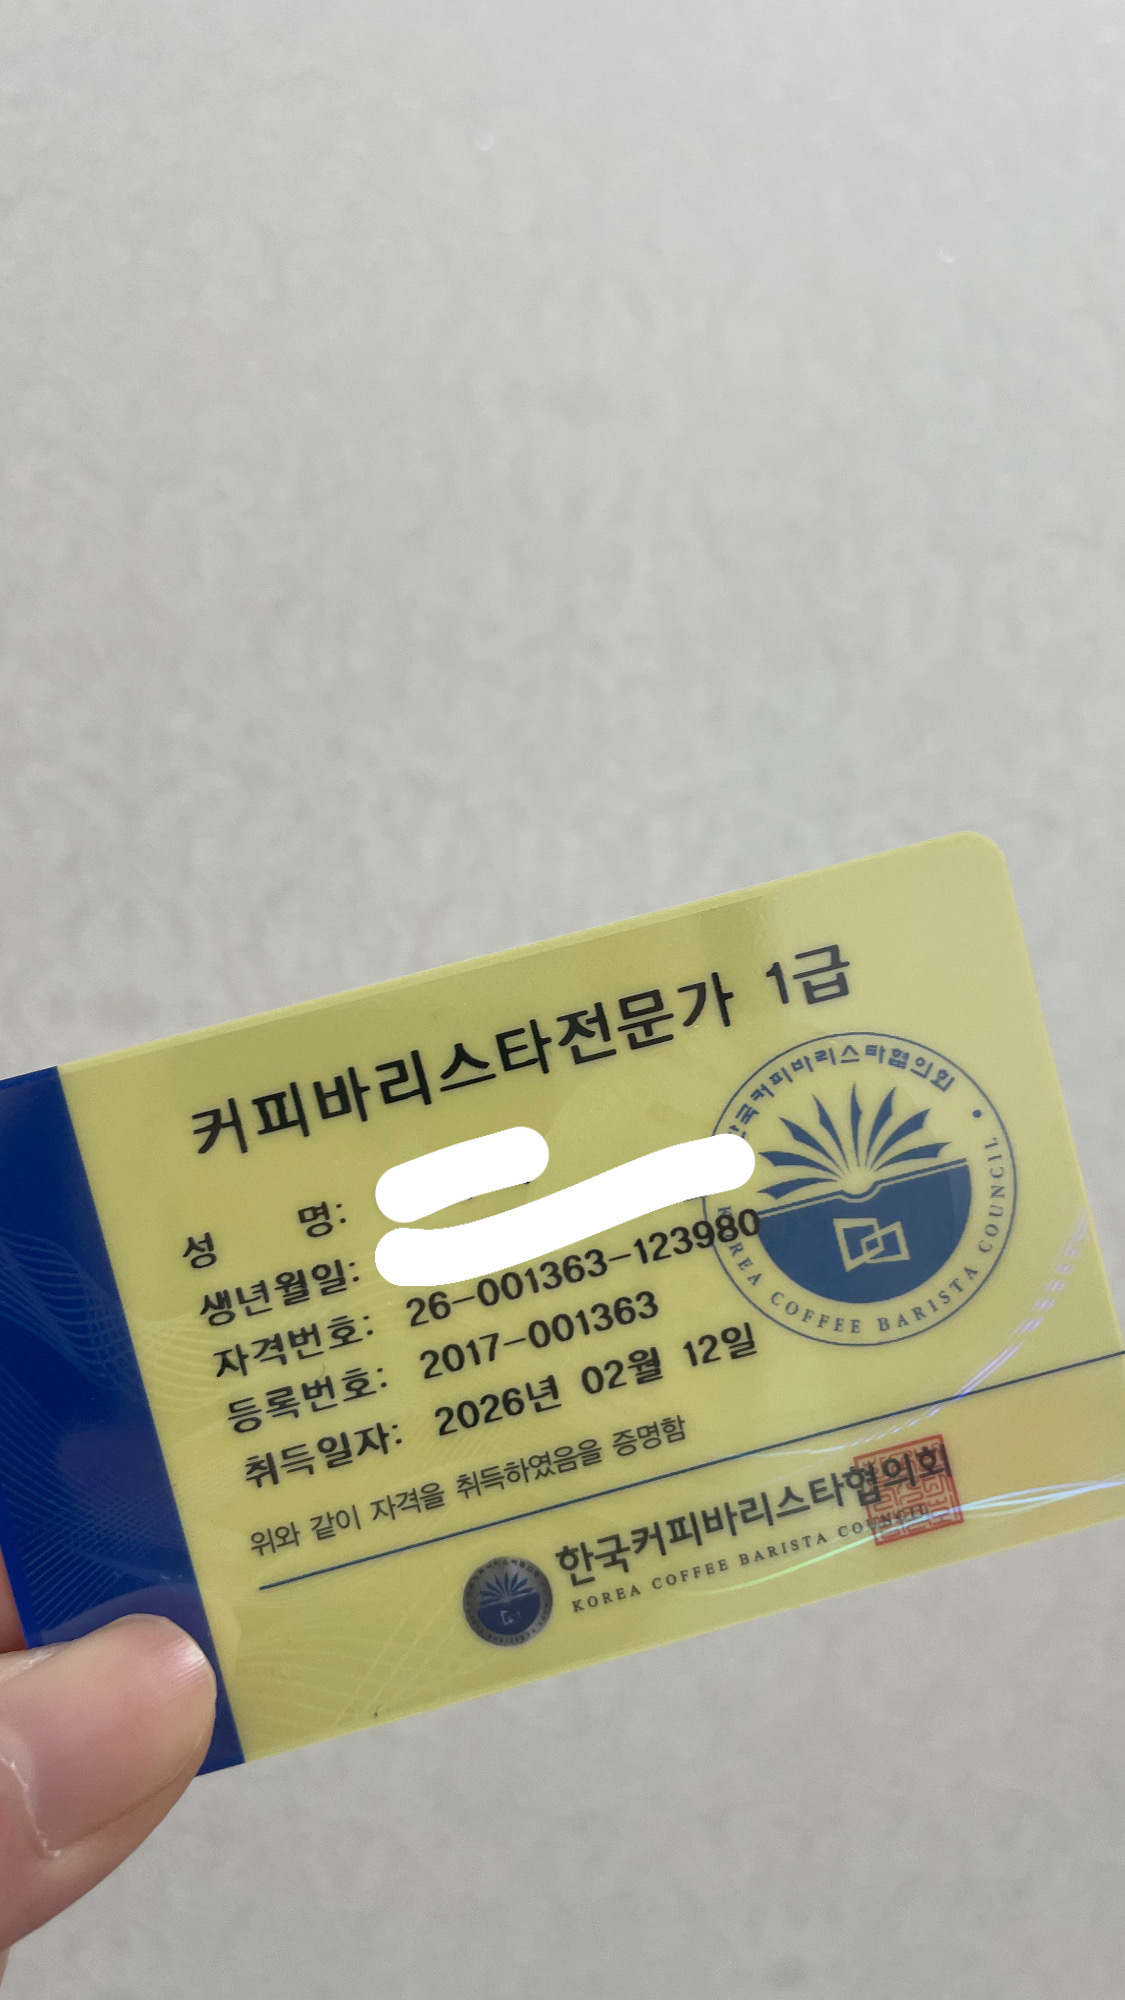 커피바리스타전문가 1급
성 명:
생년월일:
자격번호: 26-001363-123980
등록번호: 2017-001363
취득일자: 2026년 02월 12일
위와 같이 자격을 취득하였음을 증명함
한국커피바리스타협의회
KOREA COFFEE BARISTA COUNCIL
한국커피바리스타협의회
KOREA COFFEE BARISTA COUNCIL